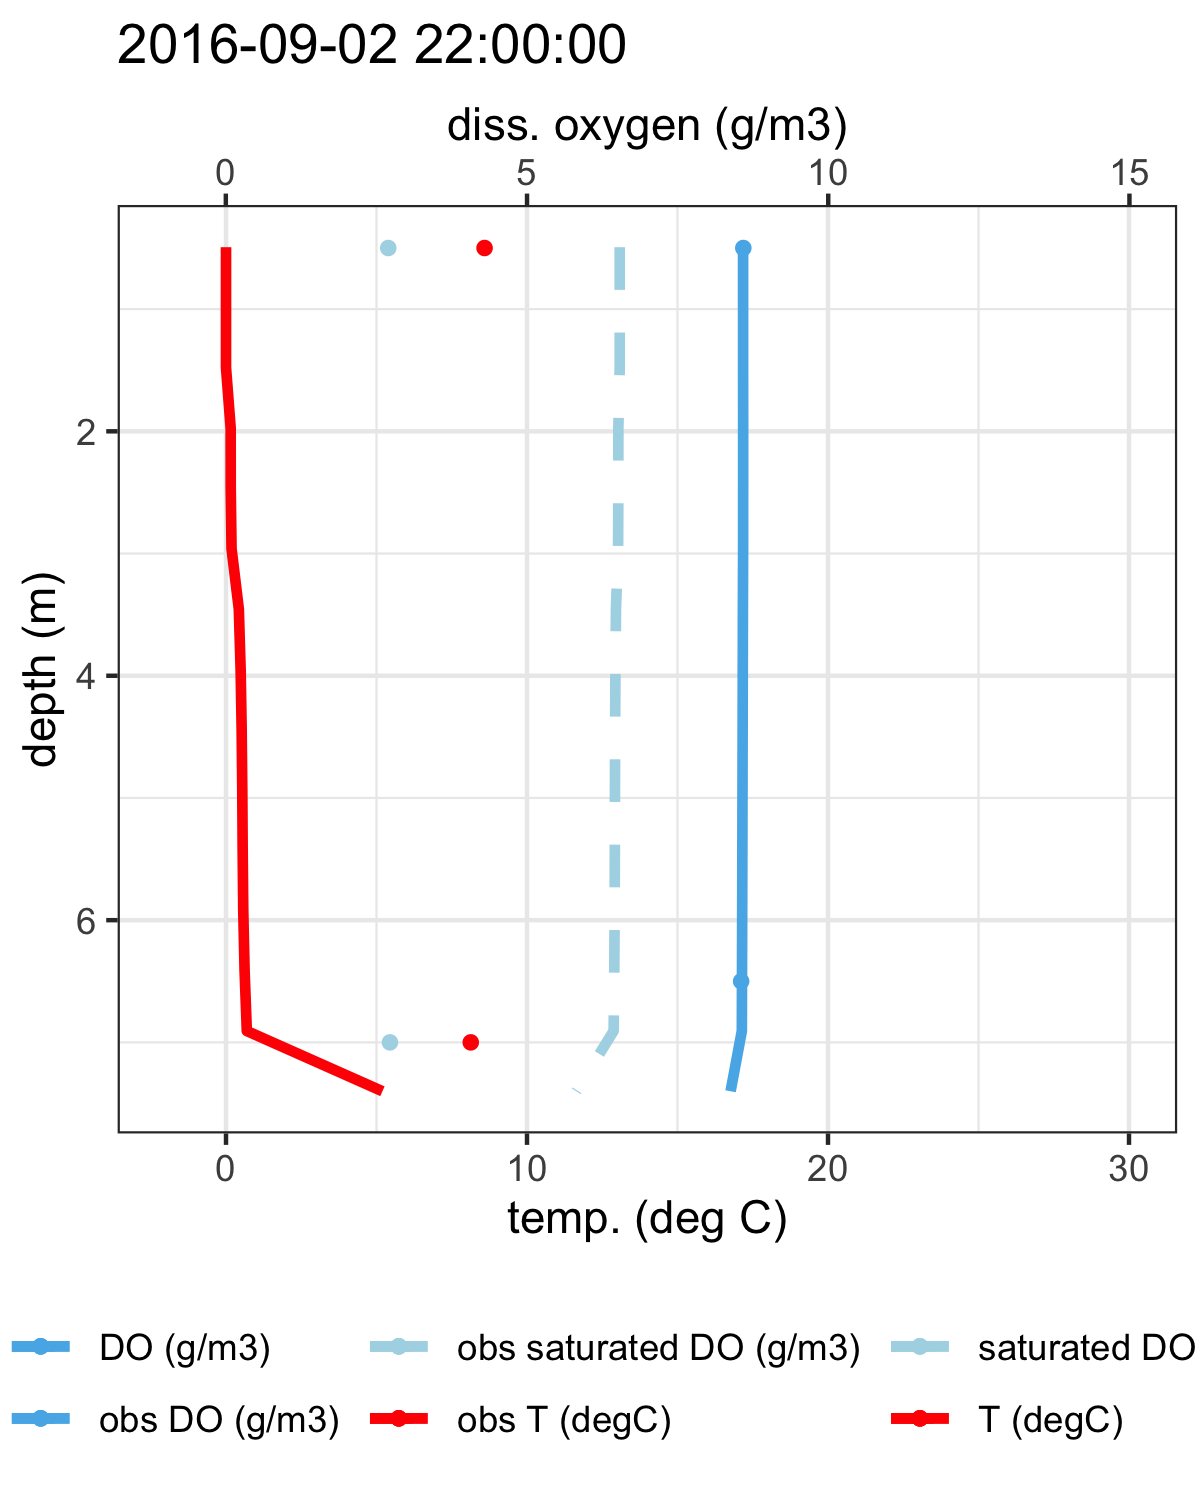 2016-09-02 22:00:00
diss. oxygen (g/m3)
0 5 10 15
2
4
6
depth (m)
0 10 20 30
temp. (deg C)
DO (g/m3) obs saturated DO (g/m3) saturated DO
obs DO (g/m3) obs T (degC) T (degC)